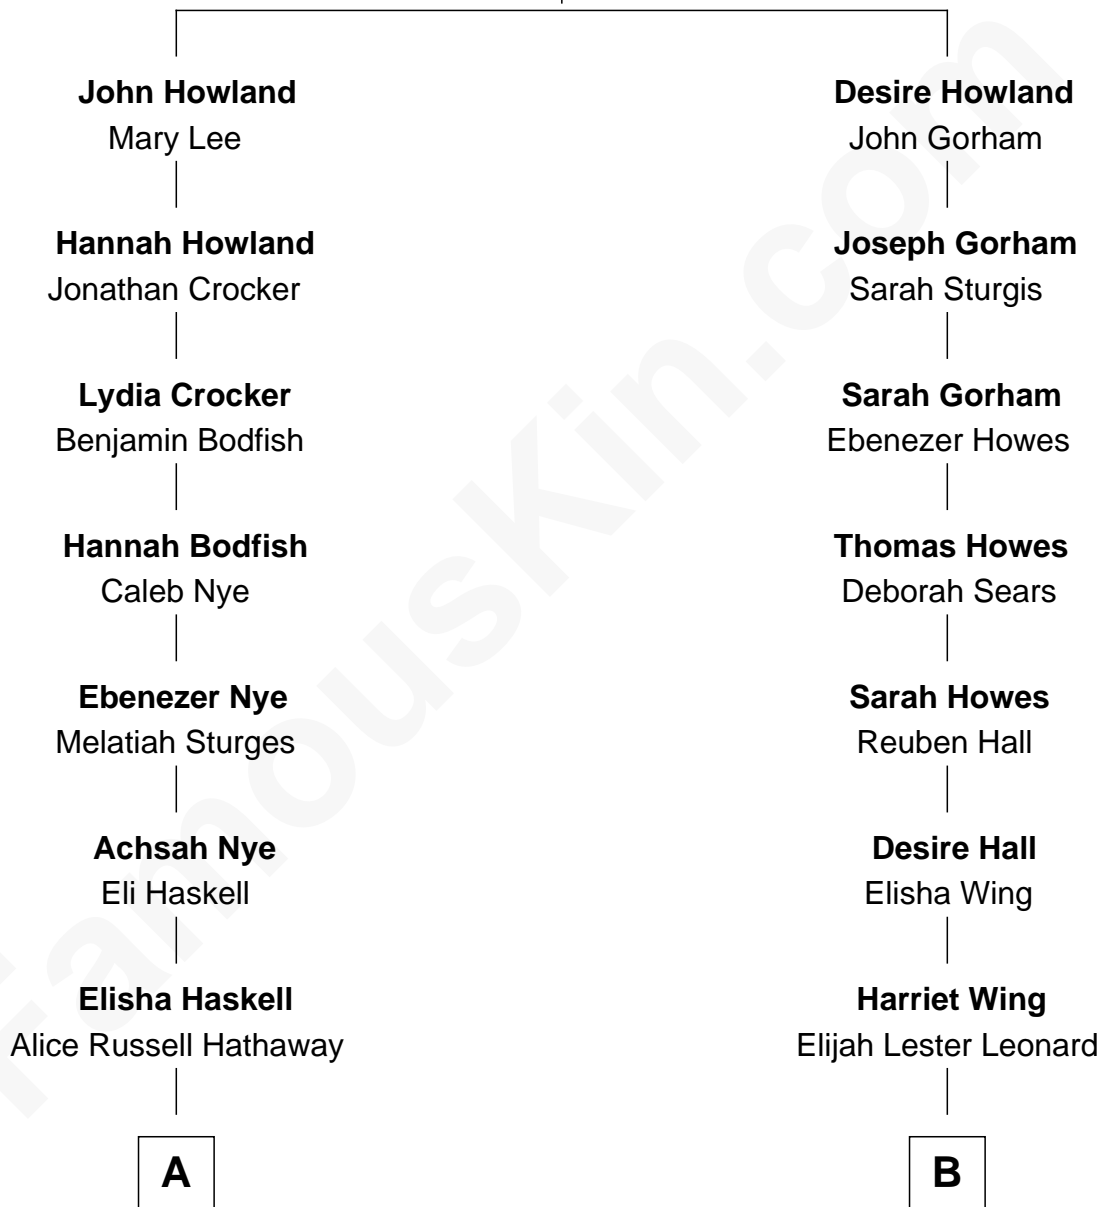 John Howland
Mary Lee
Hannah Howland
Jonathan Crocker
Lydia Crocker
Benjamin Bodfish
Hannah Bodfish
Caleb Nye
Ebenezer Nye
Melatiah Sturges
Achsah Nye
Eli Haskell
Elisha Haskell
Alice Russell Hathaway
A
Desire Howland
John Gorham
Joseph Gorham
Sarah Sturgis
Sarah Gorham
Ebenezer Howes
Thomas Howes
Deborah Sears
Sarah Howes
Reuben Hall
Desire Hall
Elisha Wing
Harriet Wing
Elijah Lester Leonard
B
FamousKin.com